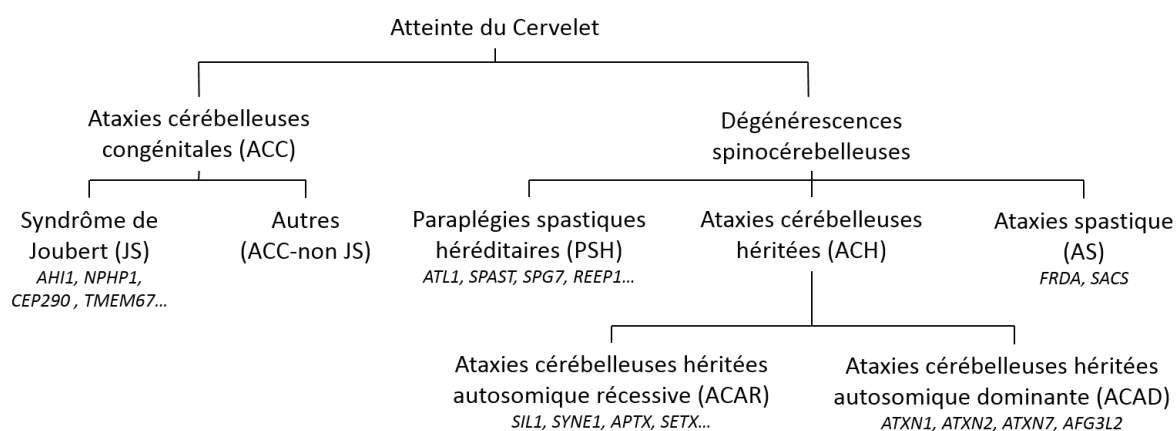 Atteinte du Cervelet
Ataxies cérébelleuses
congénitales (ACC)
Dégénérescences
spinocérebelleuses
Syndrôme de
Joubert (JS)
AHI1, NPHP1,
CEP290 , TMEM67...
Autres
(ACC-non JS)
Paraplégies spastiques
héréditaires (PSH)
ATL1, SPAST, SPG7, REEP1...
Ataxies cérébelleuses
héritées (ACH)
Ataxies spastique
(AS)
FRDA, SACS
Ataxies cérébelleuses héritées
autosomique récessive (ACAR)
SIL1, SYNE1, APTX, SETX...
Ataxies cérébelleuses héritées
autosomique dominante (ACAD)
ATXN1, ATXN2, ATXN7, AFG3L2